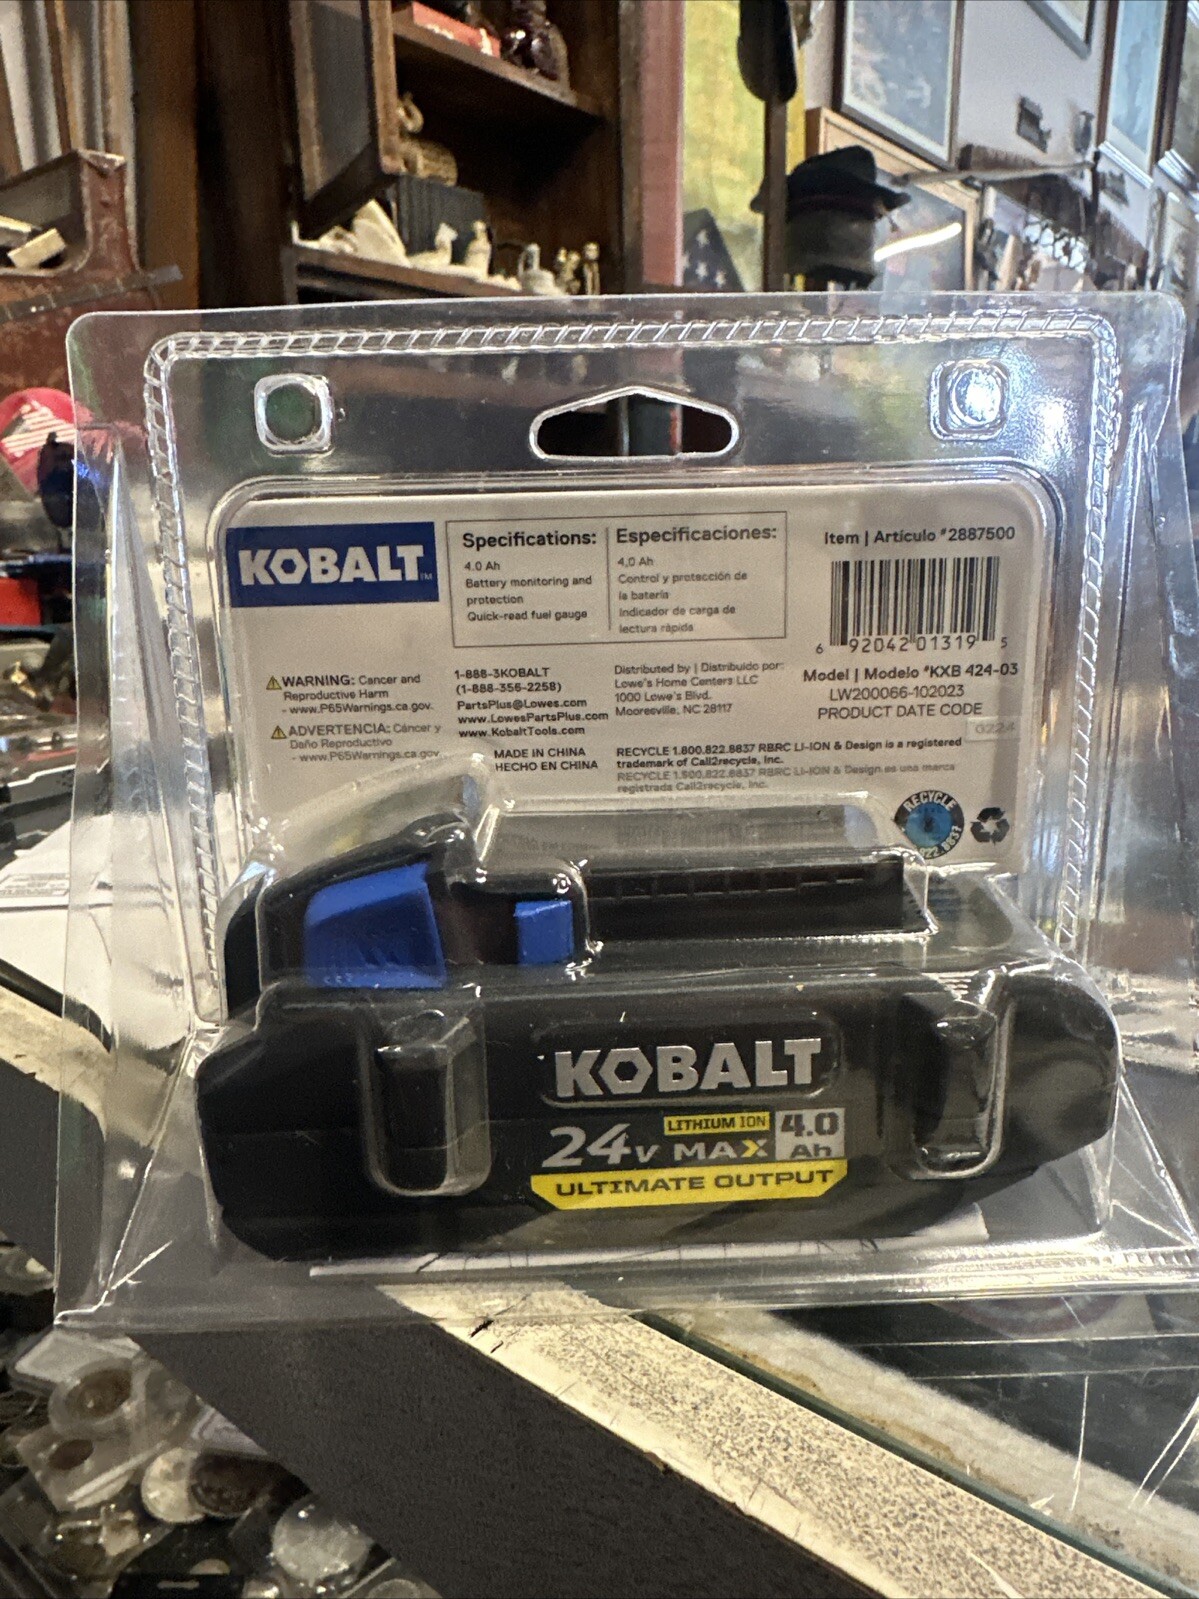 KOBALT™
Specifications:
4.0 Ah
Battery monitoring and
protection
Quick-read fuel gauge
Especificaciones:
4,0 Ah
Control y protección de
la batería
Indicador de carga de
lectura rápida
Item | Artículo #2887500
6 92042 01319 5
Model | Modelo #KXB 424-03
LW200066-102023
PRODUCT DATE CODE
0224
⚠WARNING: Cancer and
Reproductive Harm
- www.P65Warnings.ca.gov.
⚠ADVERTENCIA: Cáncer y
Daño Reproductivo
- www.P65Warnings.ca.gov
1-888-3KOBALT
(1-888-356-2258)
PartsPlus@Lowes.com
www.LowesPartsPlus.com
www.KobaltTools.com
MADE IN CHINA
HECHO EN CHINA
Distributed by | Distribuido por:
Lowe's Home Centers LLC
1000 Lowe's Blvd.
Mooresville, NC 28117
RECYCLE 1.800.822.8837 RBRC LI-ION & Design is a registered
trademark of Call2recycle, Inc.
RECYCLE 1.800.822.8837 RBRC LI-ION & Design es una marca
registrada Call2recycle, Inc.
RECYCLE
822.8837
KOBALT
LITHIUM ION
24V MAX
4.0
Ah
ULTIMATE OUTPUT